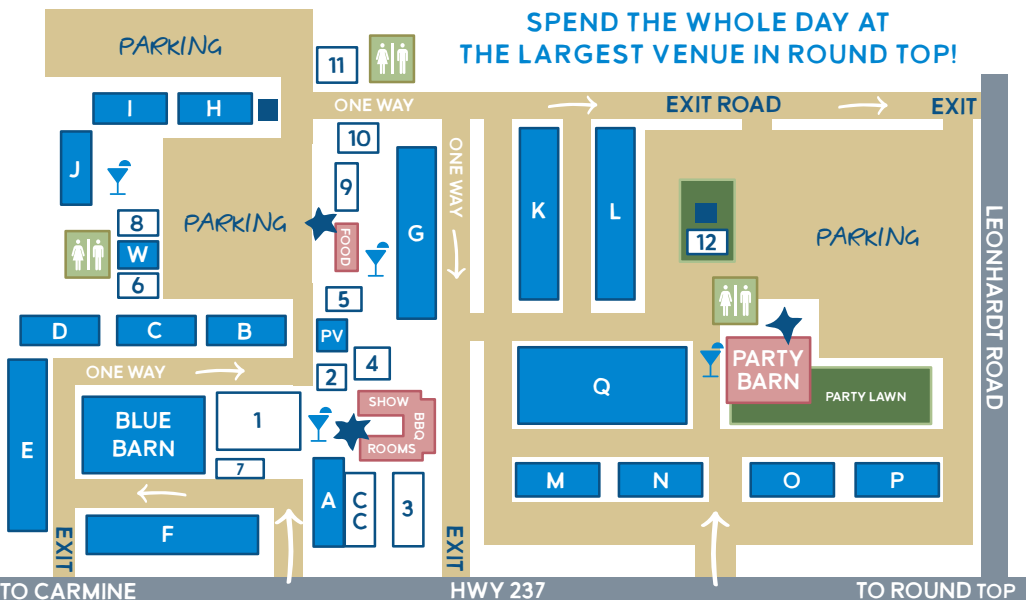 SPEND THE WHOLE DAY AT
THE LARGEST VENUE IN ROUND TOP!
PARKING
11
I
H
ONE WAY
EXIT ROAD
EXIT
10
J
9
ONE WAY
G
K
L
8
PARKING
FOOD
12
PARKING
LEONHARDT ROAD
W
6
5
D
C
B
PV
4
2
ONE WAY
Q
PARTY
BARN
PARTY LAWN
E
BLUE
BARN
1
SHOW
BBQ
ROOMS
7
A
C
C
3
M
N
O
P
F
EXIT
EXIT
TO CARMINE
HWY 237
TO ROUND TOP